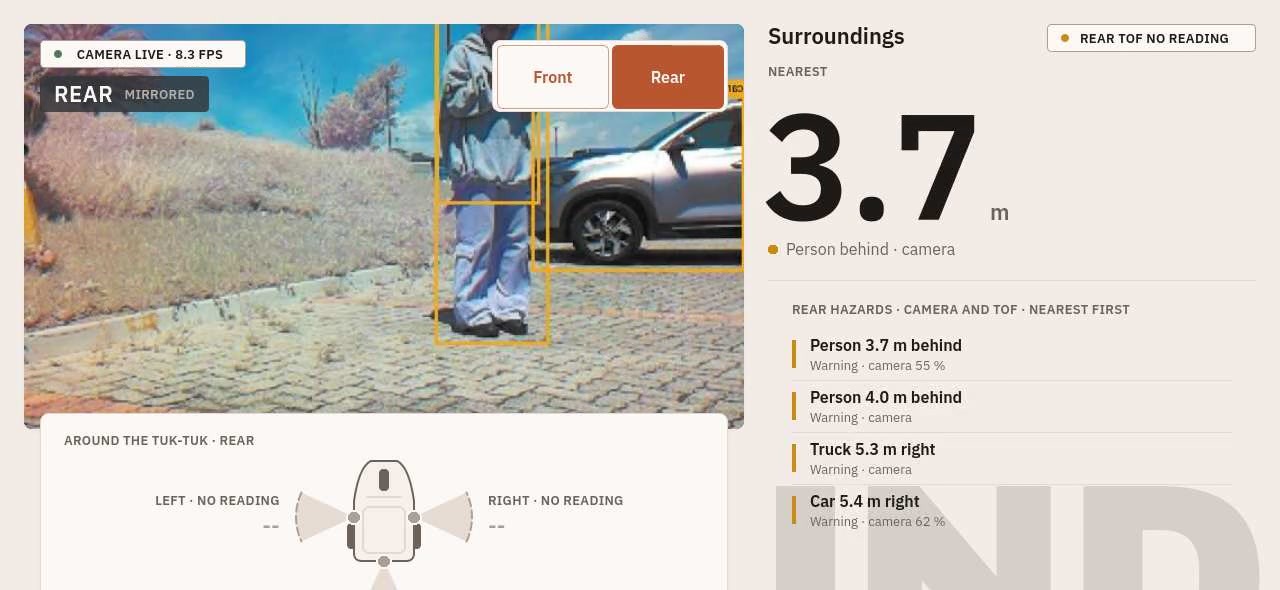 CAMERA LIVE · 8.3 FPS
REAR MIRRORED
Front
Rear
Surroundings
REAR TOF NO READING
NEAREST
3.7 m
Person behind · camera
REAR HAZARDS · CAMERA AND TOF · NEAREST FIRST
Person 3.7 m behind
Warning · camera 55 %
Person 4.0 m behind
Warning · camera
Truck 5.3 m right
Warning · camera
Car 5.4 m right
Warning · camera 62 %
AROUND THE TUK-TUK · REAR
LEFT · NO READING
--
RIGHT · NO READING
--
IND